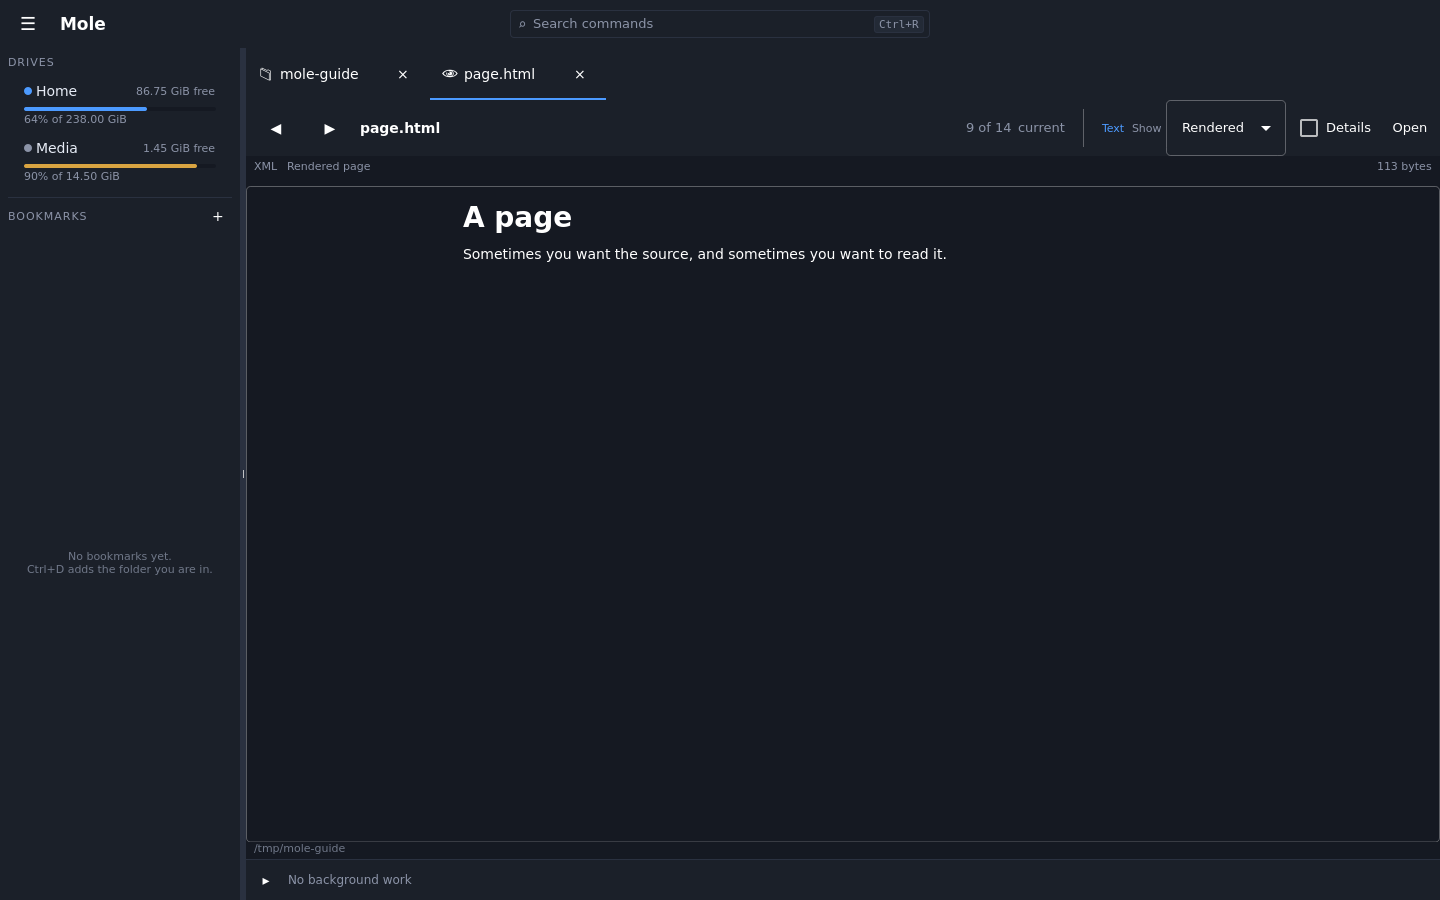 Mole
Search commands Ctrl+R
DRIVES
Home 86.75 GiB free
64% of 238.00 GiB
Media 1.45 GiB free
90% of 14.50 GiB
BOOKMARKS +
No bookmarks yet.
Ctrl+D adds the folder you are in.
mole-guide ×
page.html ×
page.html 9 of 14 current Text Show Rendered Details Open
XML Rendered page 113 bytes
A page
Sometimes you want the source, and sometimes you want to read it.
/tmp/mole-guide
No background work